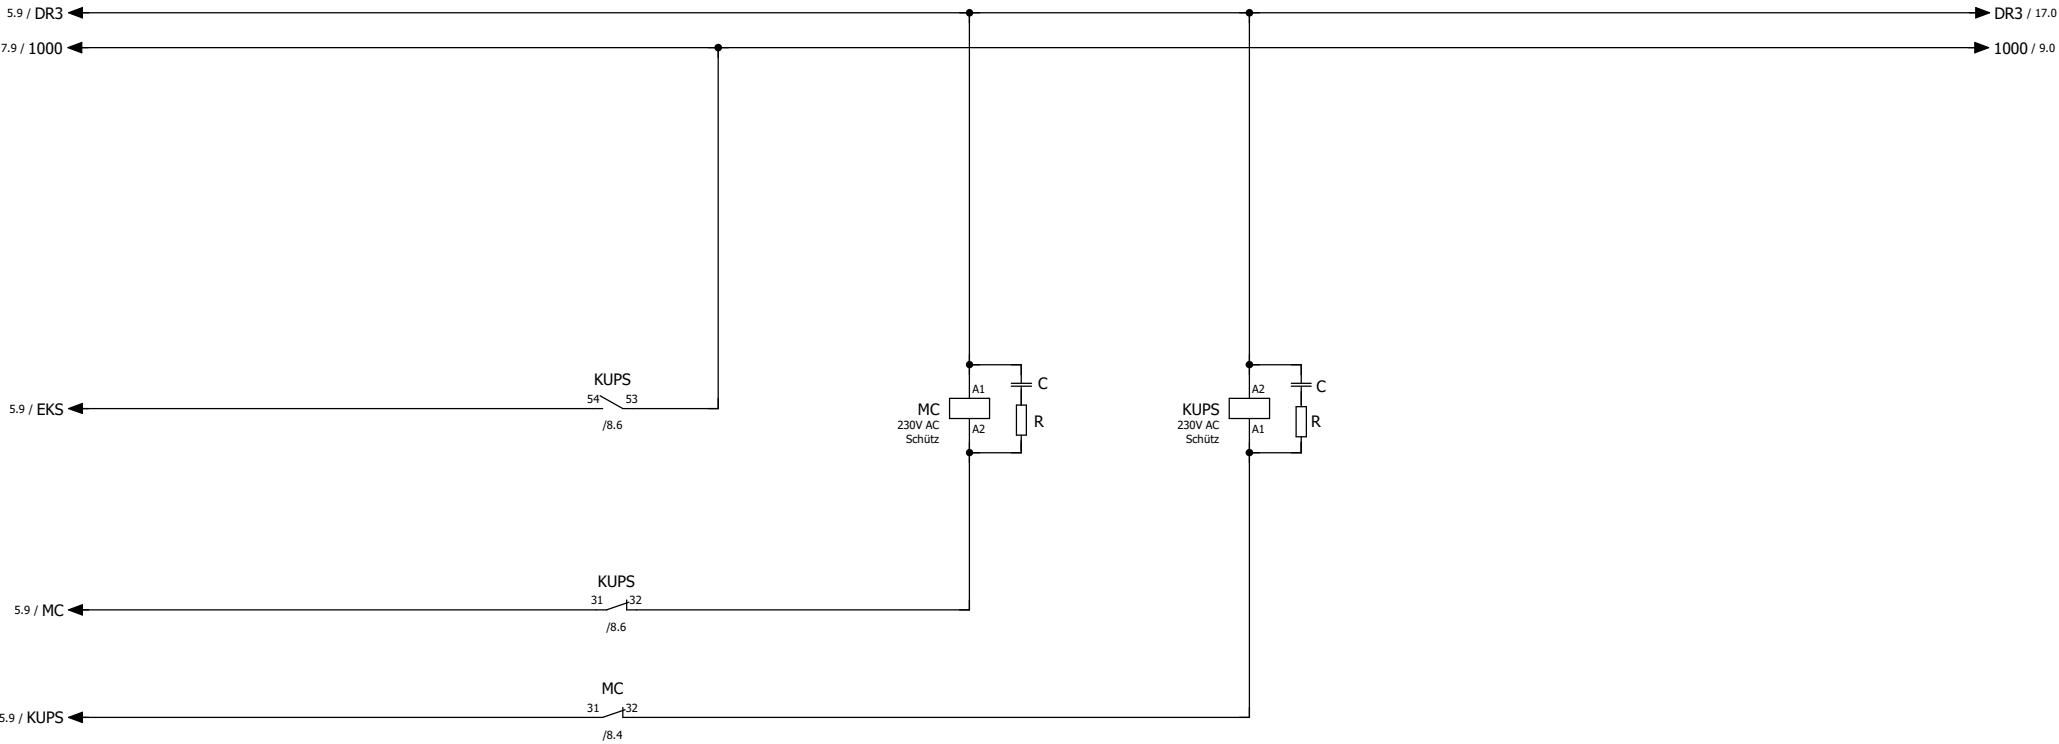 5.9 / DR3
DR3 / 17.0
7.9 / 1000
1000 / 9.0
KUPS
54 53
/8.6
5.9 / EKS
A1
C
MC
230V AC
Schütz
A2
R
A2
C
KUPS
230V AC
Schütz
A1
R
KUPS
31 32
/8.6
5.9 / MC
MC
31 32
/8.4
5.9 / KUPS